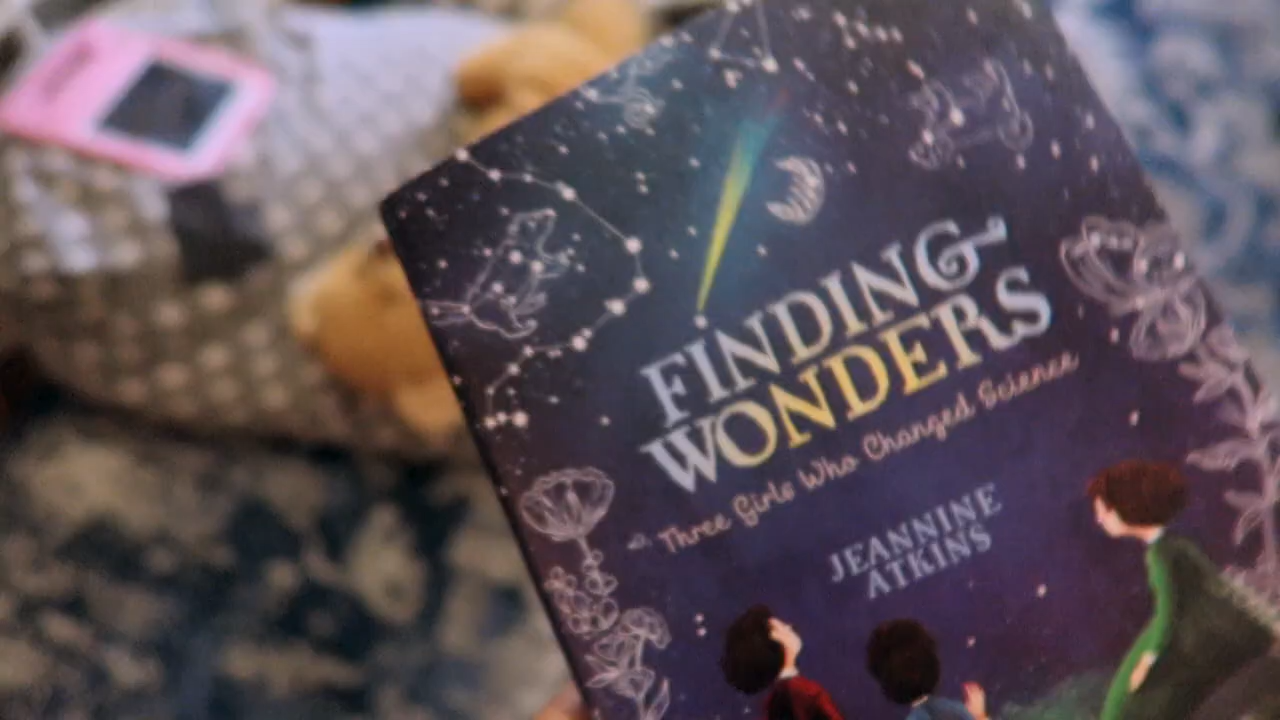 FINDING
WONDERS
Three Girls Who Changed Science
JEANNINE
ATKINS